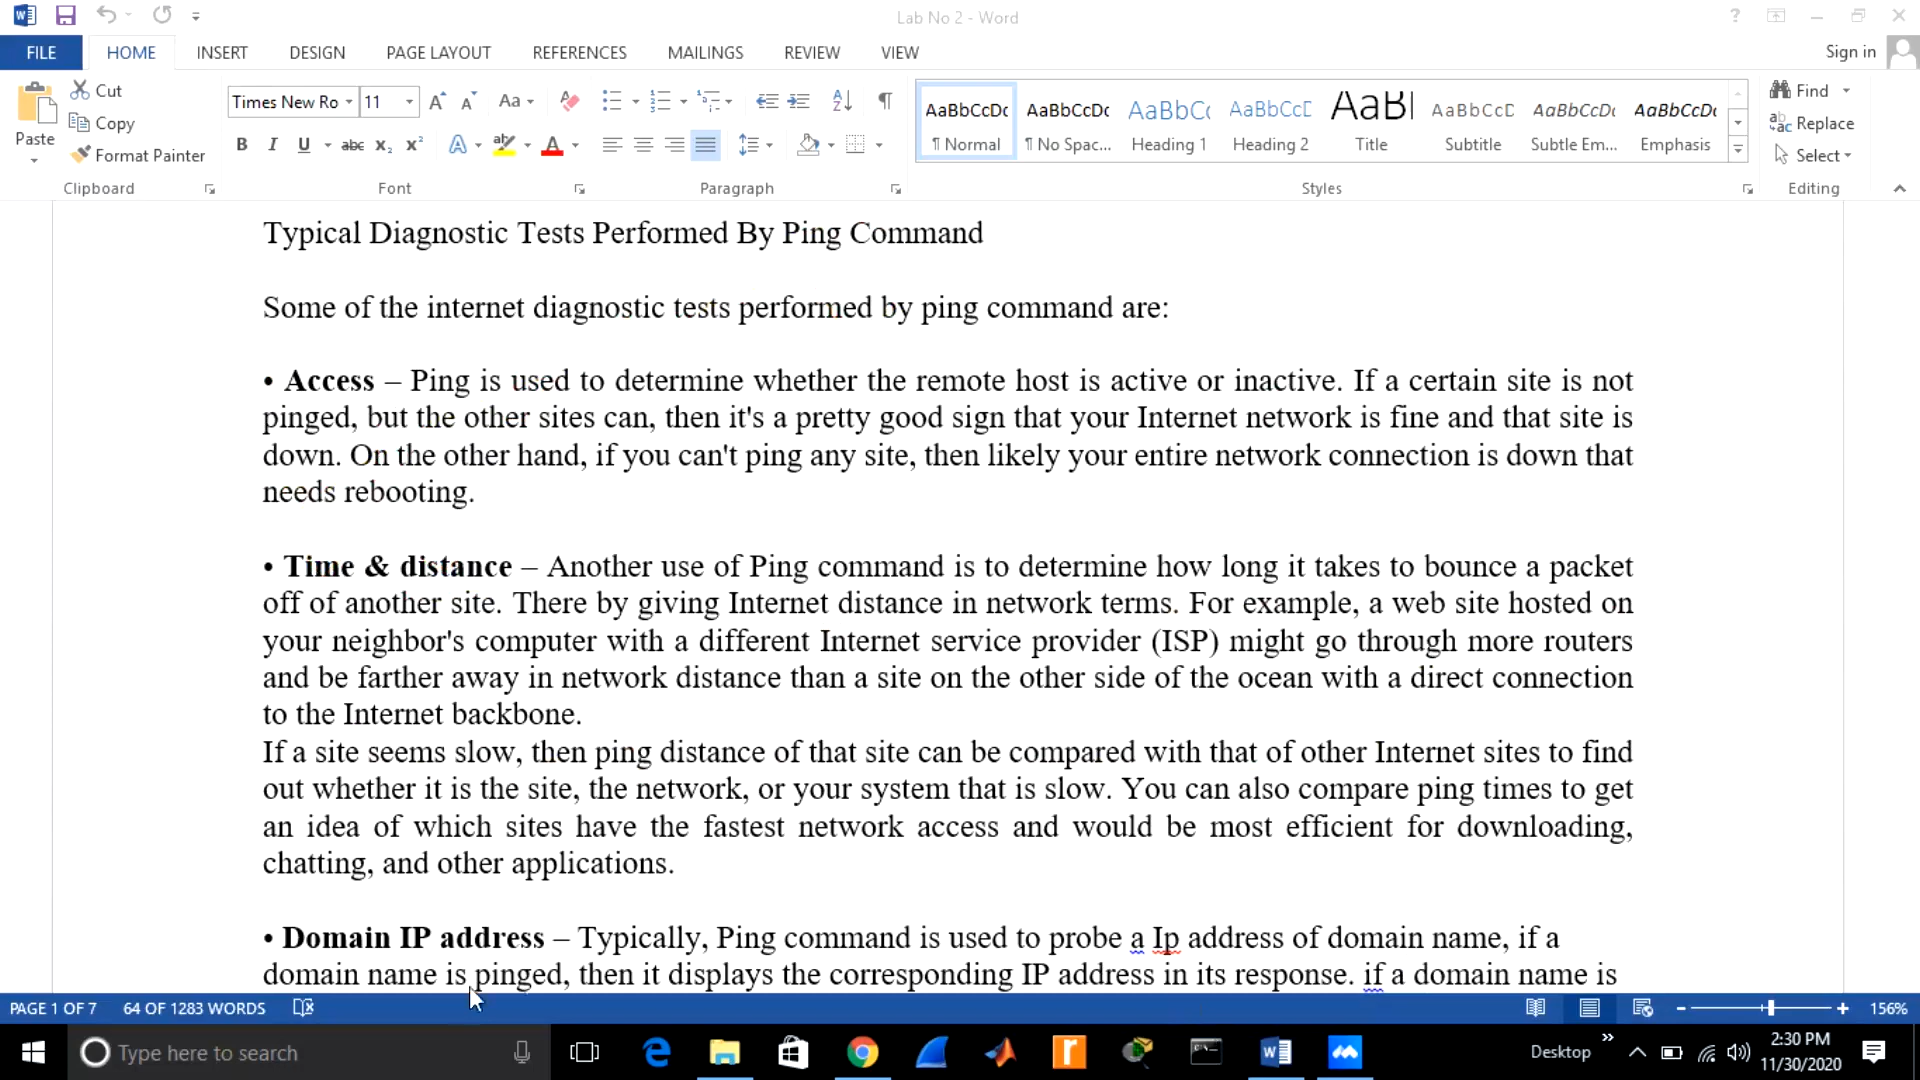 Lab No 2 - Word
?
FILE HOME INSERT DESIGN PAGE LAYOUT REFERENCES MAILINGS REVIEW VIEW Sign in
Paste Cut
Copy
Format Painter
Clipboard
Times New Ro 11
B I U abc x₂ x²
Font
Paragraph
AaBbCcDc AaBbCcDc AaBbC AaBbCcD AaB AaBbCcD AaBbCcDc AaBbCcDc
¶ Normal ¶ No Spac... Heading 1 Heading 2 Title Subtitle Subtle Em... Emphasis
Styles
Find
Replace
Select
Editing
Typical Diagnostic Tests Performed By Ping Command
Some of the internet diagnostic tests performed by ping command are:
• Access – Ping is used to determine whether the remote host is active or inactive. If a certain site is not
pinged, but the other sites can, then it's a pretty good sign that your Internet network is fine and that site is
down. On the other hand, if you can't ping any site, then likely your entire network connection is down that
needs rebooting.
• Time & distance – Another use of Ping command is to determine how long it takes to bounce a packet
off of another site. There by giving Internet distance in network terms. For example, a web site hosted on
your neighbor's computer with a different Internet service provider (ISP) might go through more routers
and be farther away in network distance than a site on the other side of the ocean with a direct connection
to the Internet backbone.
If a site seems slow, then ping distance of that site can be compared with that of other Internet sites to find
out whether it is the site, the network, or your system that is slow. You can also compare ping times to get
an idea of which sites have the fastest network access and would be most efficient for downloading,
chatting, and other applications.
• Domain IP address – Typically, Ping command is used to probe a Ip address of domain name, if a
domain name is pinged, then it displays the corresponding IP address in its response. if a domain name is
PAGE 1 OF 7 64 OF 1283 WORDS 156%
Type here to search
Desktop
2:30 PM
11/30/2020